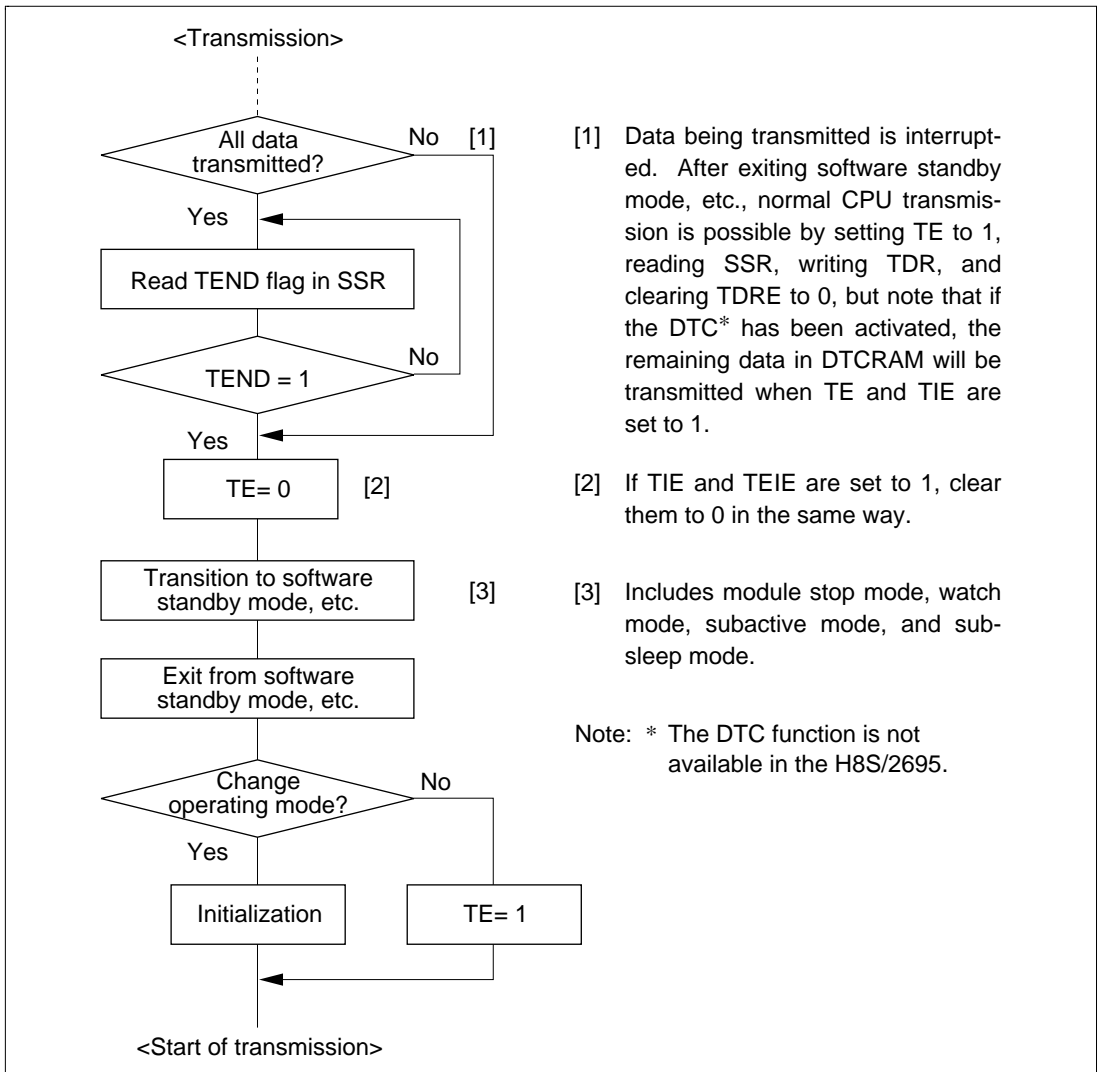 <Transmission>
All data
transmitted?
No [1]
Yes
Read TEND flag in SSR
TEND = 1
No
Yes
TE= 0 [2]
Transition to software
standby mode, etc.
[3]
Exit from software
standby mode, etc.
Change
operating mode?
No
Yes
Initialization
TE= 1
<Start of transmission>
[1] Data being transmitted is interrupt-
ed. After exiting software standby
mode, etc., normal CPU transmis-
sion is possible by setting TE to 1,
reading SSR, writing TDR, and
clearing TDRE to 0, but note that if
the DTC* has been activated, the
remaining data in DTCRAM will be
transmitted when TE and TIE are
set to 1.
[2] If TIE and TEIE are set to 1, clear
them to 0 in the same way.
[3] Includes module stop mode, watch
mode, subactive mode, and sub-
sleep mode.
Note: * The DTC function is not
available in the H8S/2695.